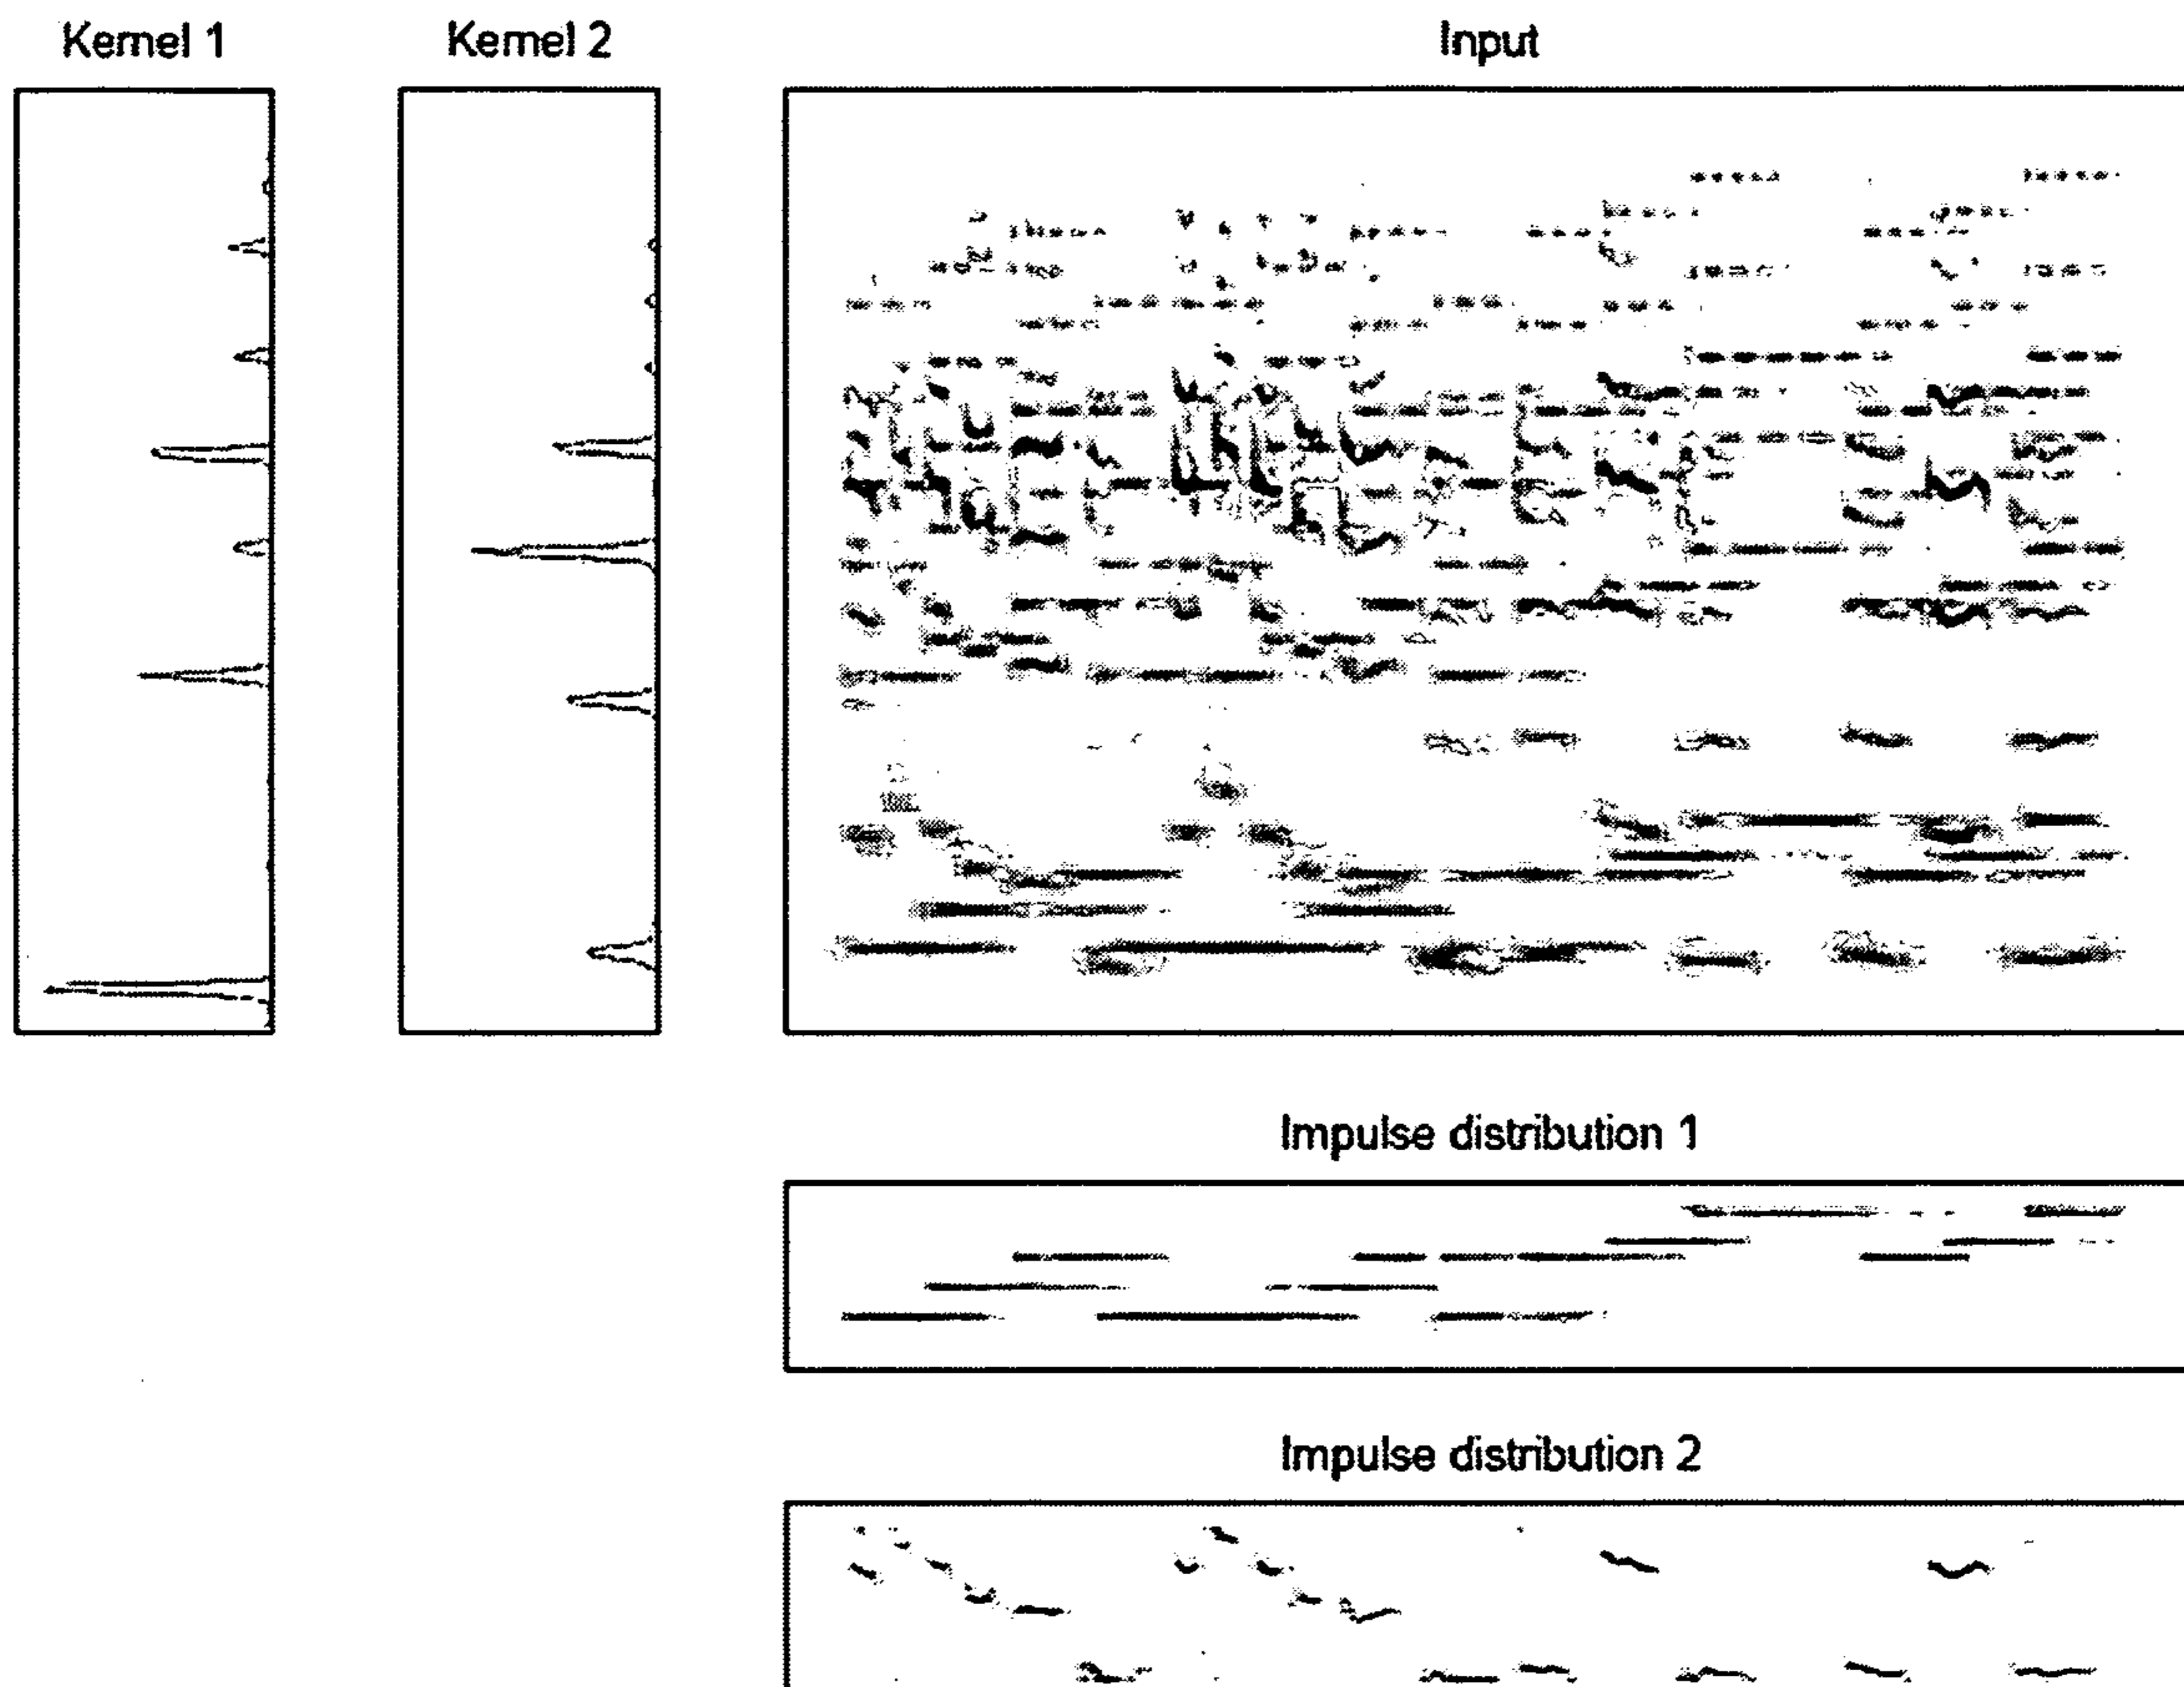 Kernel 1
Kernel 2
Input
Impulse distribution 1
Impulse distribution 2